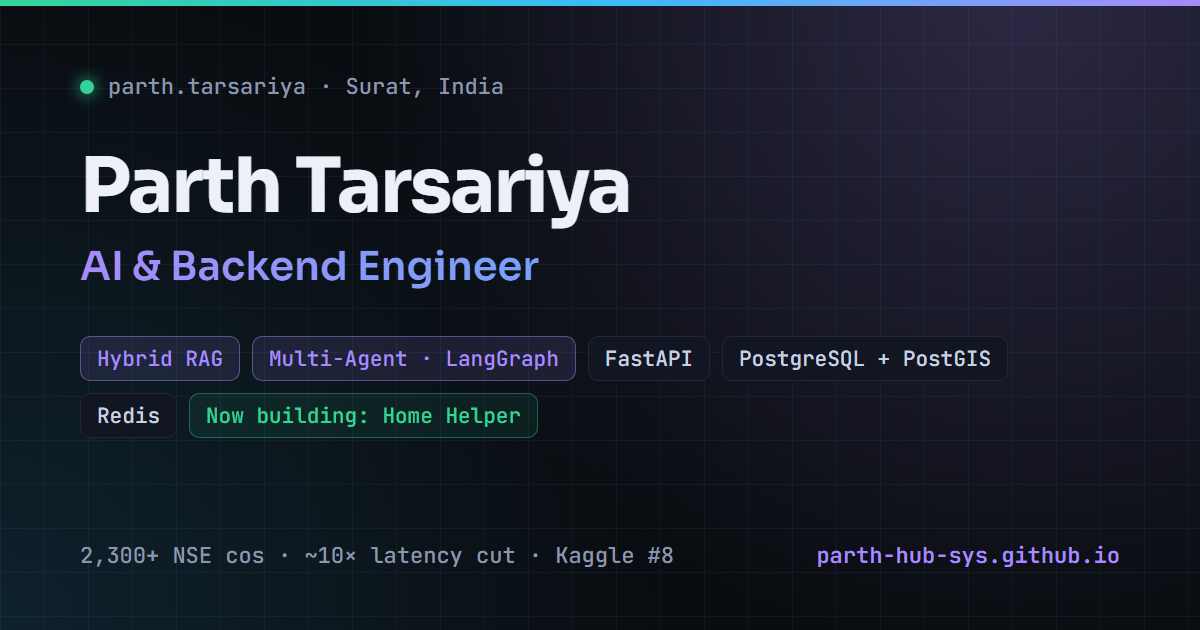 parth.tarsariya · Surat, India
Parth Tarsariya
AI & Backend Engineer
Hybrid RAG Multi-Agent · LangGraph FastAPI PostgreSQL + PostGIS
Redis Now building: Home Helper
2,300+ NSE cos · ~10× latency cut · Kaggle #8 parth-hub-sys.github.io